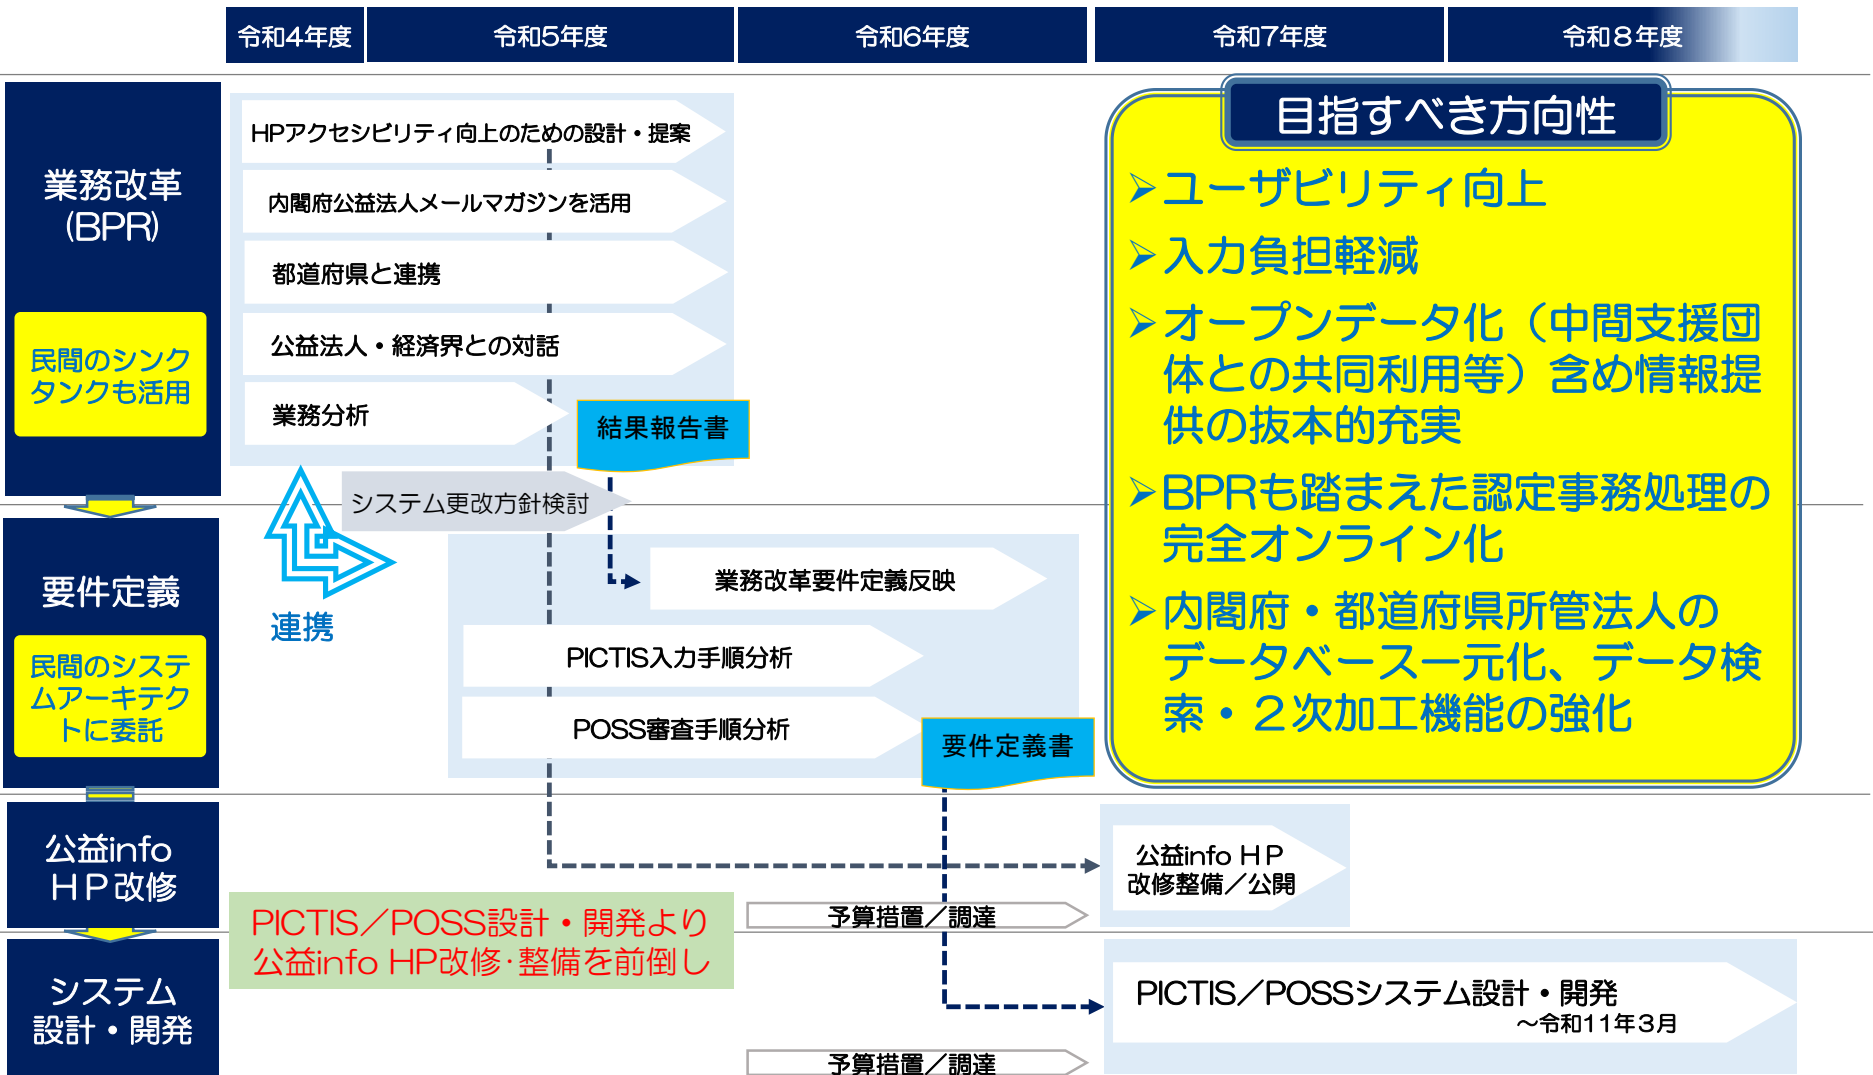 令和4年度
令和5年度
令和6年度
令和7年度
令和８年度
業務改革
(BPR)
民間のシンク
タンクも活用
HPアクセシビリティ向上のための設計・提案
内閣府公益法人メールマガジンを活用
都道府県と連携
公益法人・経済界との対話
業務分析
結果報告書
システム更改方針検討
連携
目指すべき方向性
➢ユーザビリティ向上
➢入力負担軽減
➢オープンデータ化（中間支援団
体との共同利用等）含め情報提
供の抜本的充実
➢BPRも踏まえた認定事務処理の
完全オンライン化
➢内閣府・都道府県所管法人の
データベース一元化、データ検
索・２次加工機能の強化
要件定義
民間のシステ
ムアーキテク
トに委託
業務改革要件定義反映
PICTIS入力手順分析
POSS審査手順分析
要件定義書
公益info
ＨＰ改修
公益info ＨＰ
改修整備／公開
予算措置／調達
PICTIS／POSS設計・開発より
公益info HP改修･整備を前倒し
システム
設計・開発
PICTIS／POSSシステム設計・開発
～令和11年３月
予算措置／調達